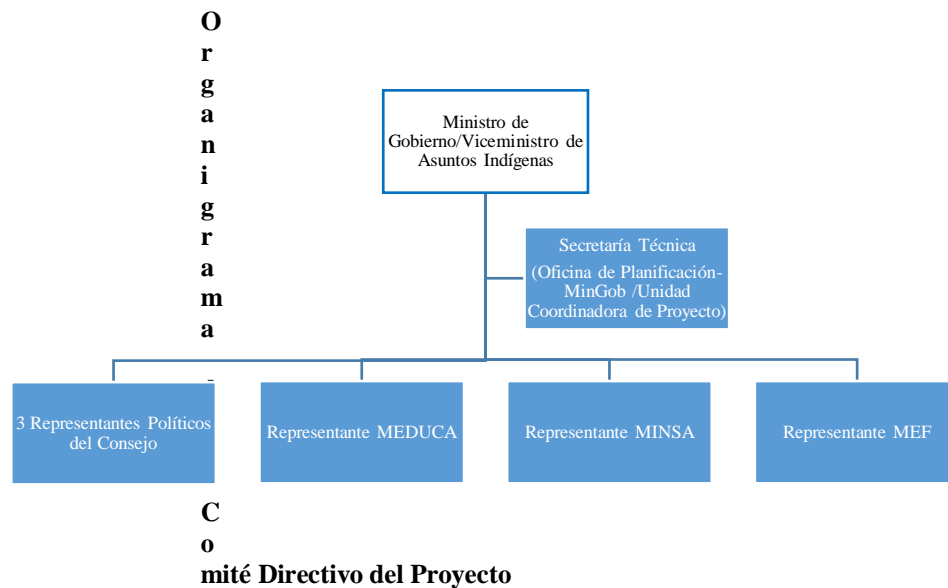 O
r
g
a
n
i
g
r
a
m
a
-
C
o
mité Directivo del Proyecto
Ministro de
Gobierno/Viceministro de
Asuntos Indígenas
Secretaría Técnica
(Oficina de Planificación-
MinGob /Unidad
Coordinadora de Proyecto)
3 Representantes Políticos
del Consejo
Representante MEDUCA
Representante MINSA
Representante MEF